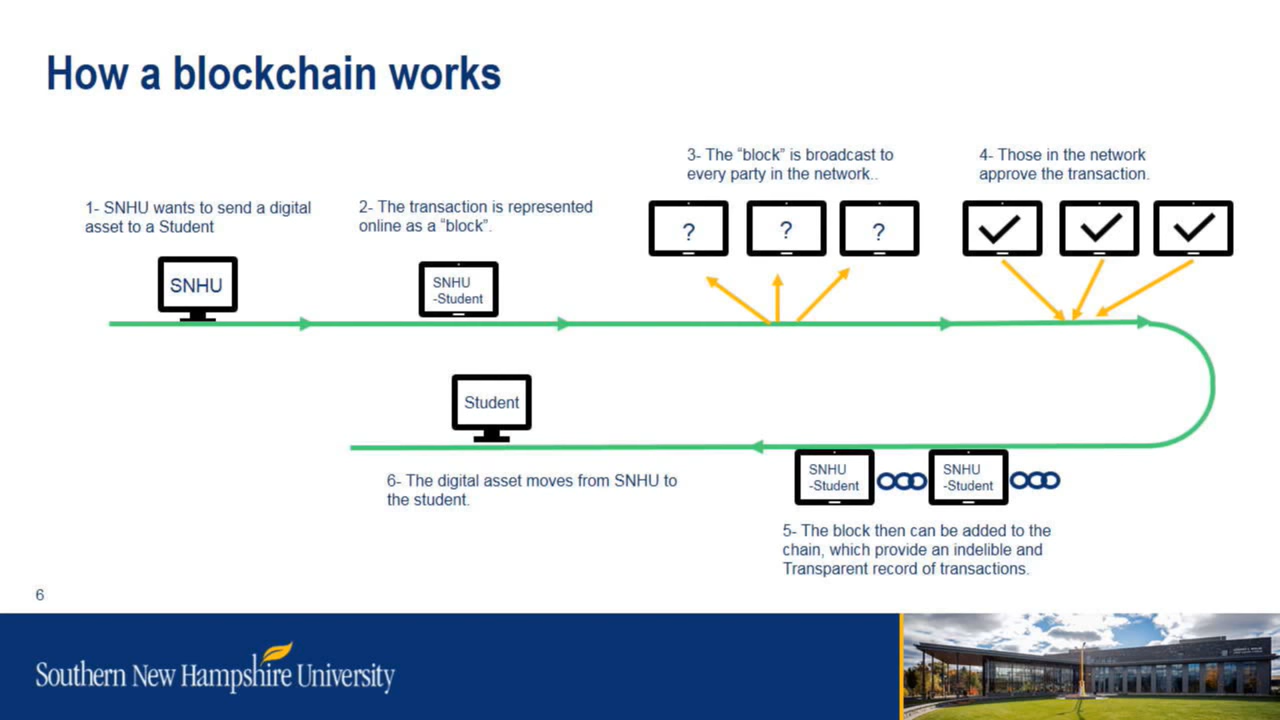 How a blockchain works
1- SNHU wants to send a digital
asset to a Student
SNHU
2- The transaction is represented
online as a “block”.
SNHU
-Student
3- The “block” is broadcast to
every party in the network..
?
?
?
4- Those in the network
approve the transaction.
SNHU
-Student
SNHU
-Student
5- The block then can be added to the
chain, which provide an indelible and
Transparent record of transactions.
Student
6- The digital asset moves from SNHU to
the student.
6
Southern New Hampshire University